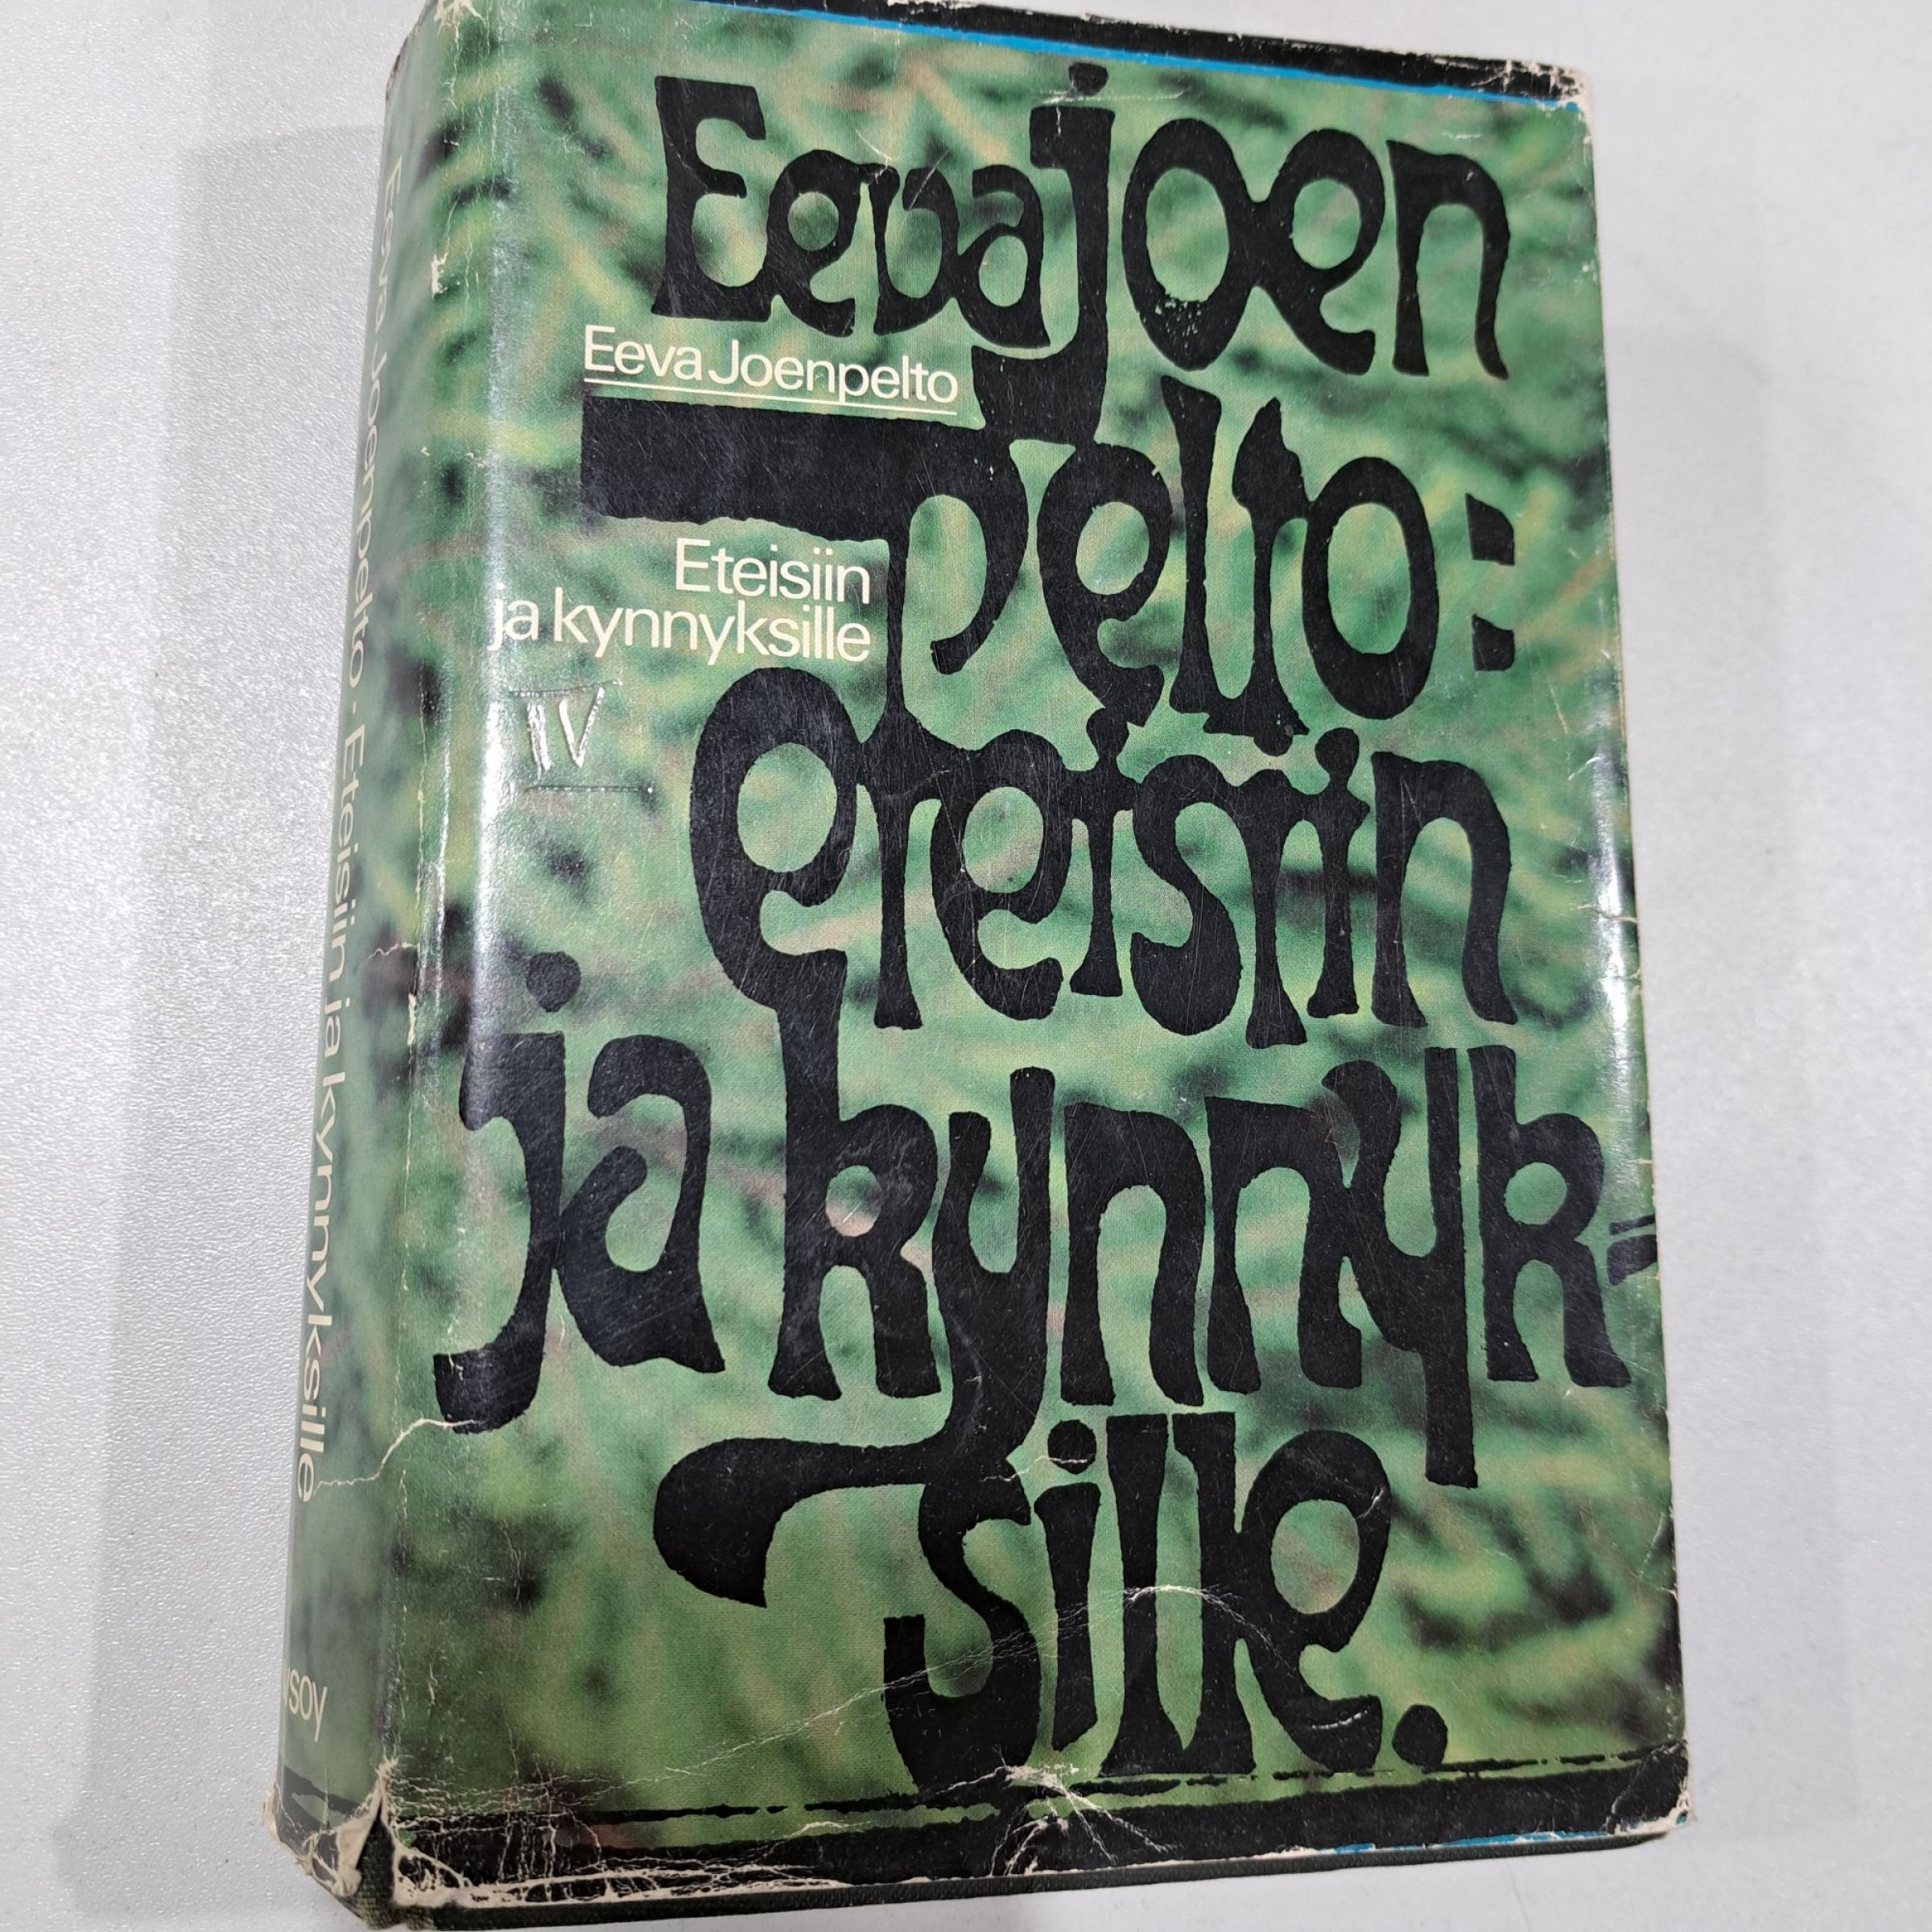 Eeva Joen
Eeva Joenpelto
pelto:
Eteisiin
ja kynnyksille
IV
eteisiin
ja kynnyk=
sille.
Eeva Joenpelto · Eteisiin ja kynnyksille
wsoy